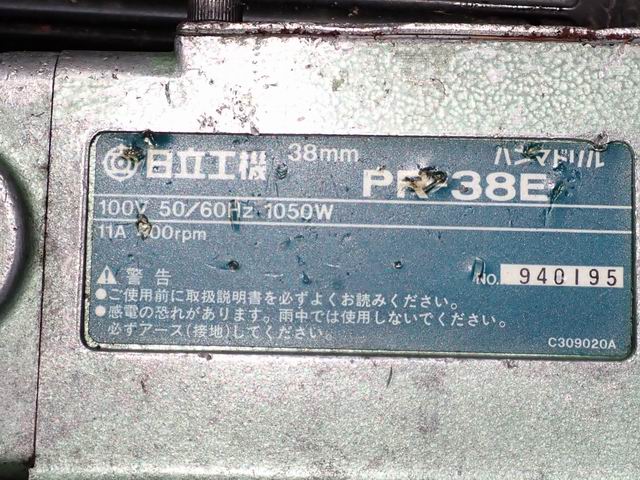 日立工機 38mm ハンマドリル
38E
100V 50/60Hz 1050W
11A rpm
警告
●ご使用前に取扱説明書を必ずよくお読みください。
●感電の恐れがあります。雨中では使用しないでください。
必ずアース(接地)してください。
NO. 940195
C309020A